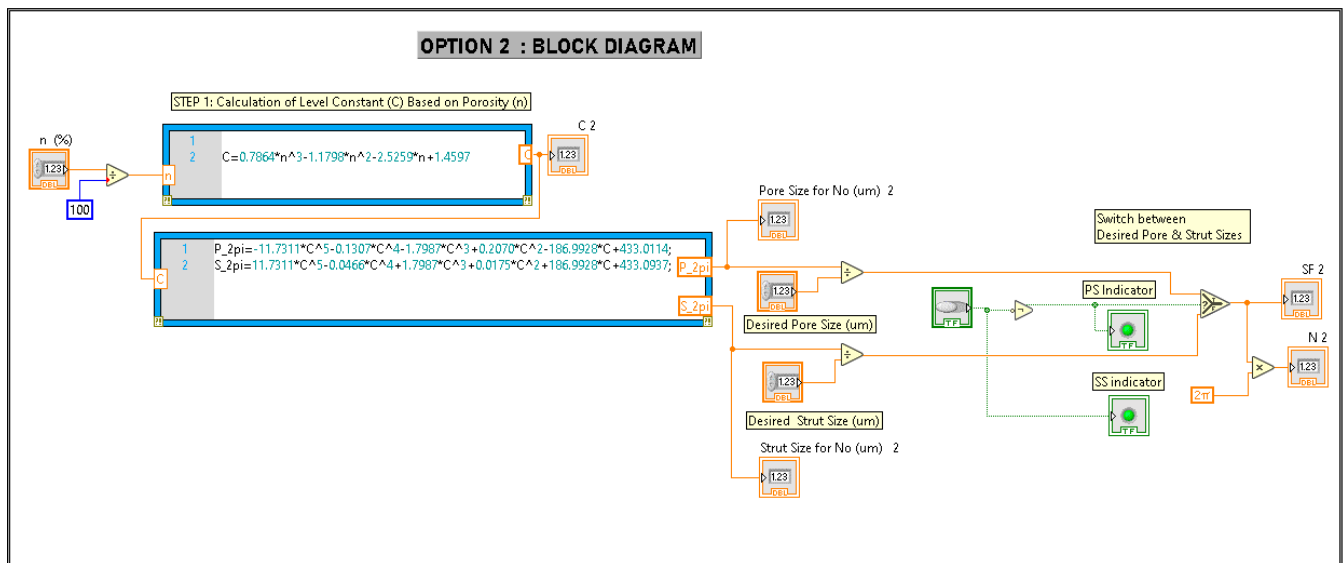 OPTION 2 : BLOCK DIAGRAM
STEP 1: Calculation of Level Constant (C) Based on Porosity (n)
n (%)
1.23
DBL
÷
100
n
1
2 C=0.7864*n^3-1.1798*n^2-2.5259*n+1.4597
C
C 2
1.23
DBL
C
1 P_2pi=-11.7311*C^5-0.1307*C^4-1.7987*C^3+0.2070*C^2-186.9928*C+433.0114;
2 S_2pi=11.7311*C^5-0.0466*C^4+1.7987*C^3+0.0175*C^2+186.9928*C+433.0937;
P_2pi
S_2pi
Pore Size for No (um) 2
1.23
DBL
1.23
DBL
÷
Desired Pore Size (um)
1.23
DBL
÷
Desired Strut Size (um)
Strut Size for No (um) 2
1.23
DBL
Switch between
Desired Pore & Strut Sizes
TF
PS Indicator
TF
SS indicator
TF
?
SF 2
1.23
DBL
N 2
2π
x
1.23
DBL